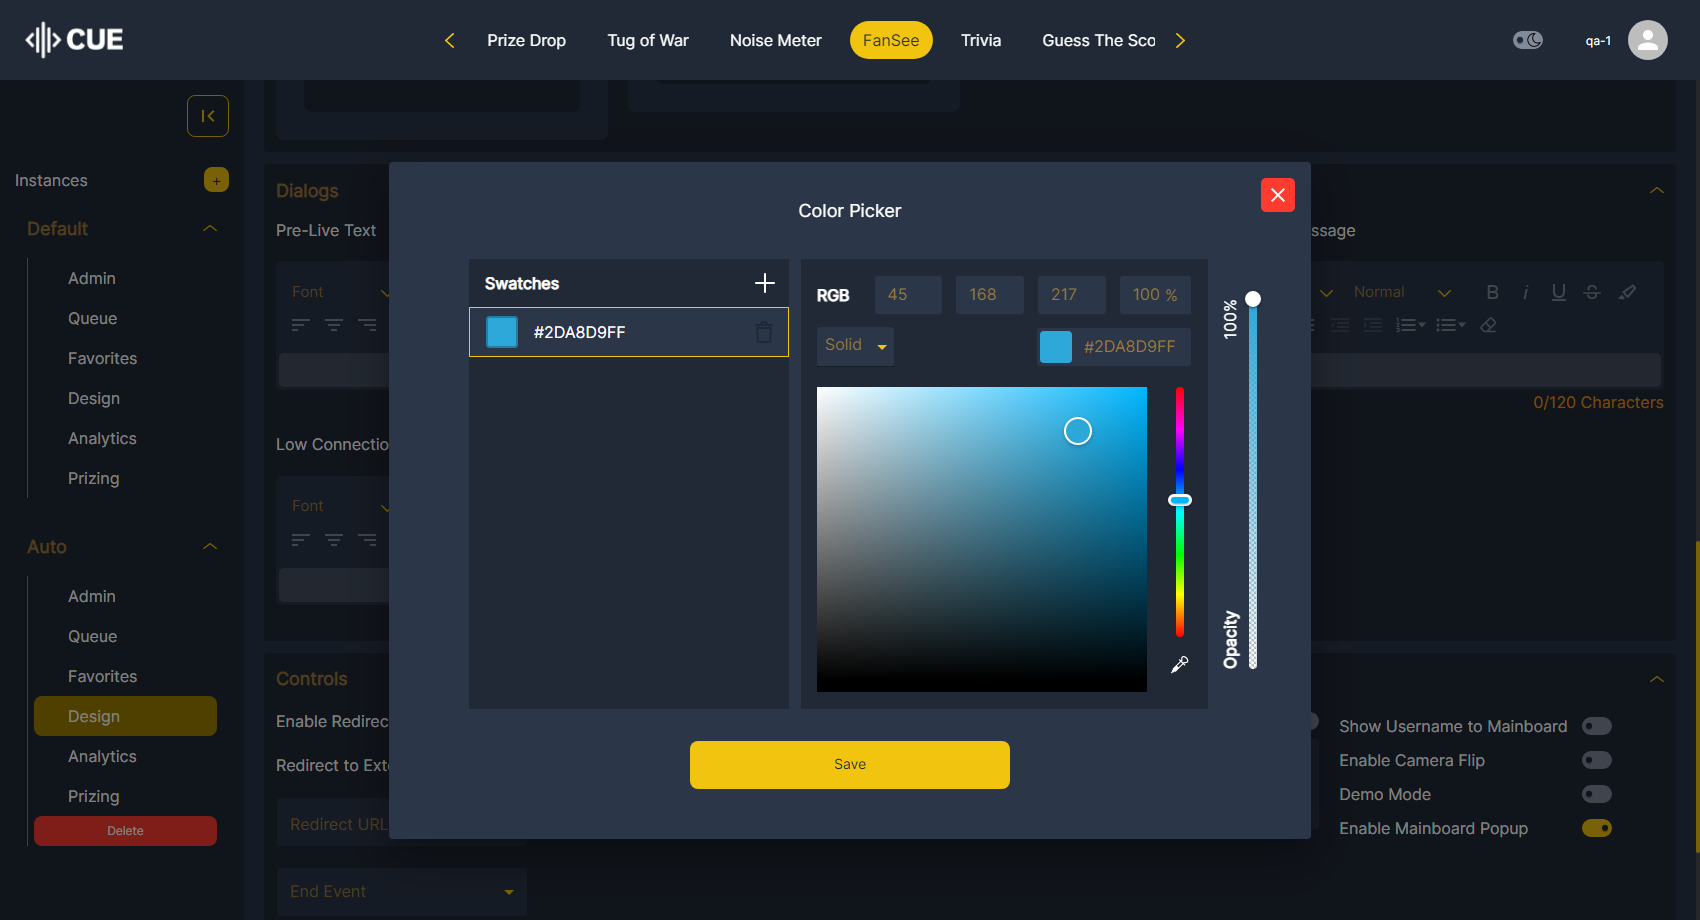 CUE
Prize Drop
Tug of War
Noise Meter
FanSee
Trivia
Guess The Sco
qa-1
Instances
+
Default
Admin
Queue
Favorites
Design
Analytics
Prizing
Auto
Admin
Queue
Favorites
Design
Analytics
Prizing
Delete
Dialogs
Pre-Live Text
Font
Low Connectio
Font
Controls
Enable Redirec
Redirect to Exte
Redirect URL
End Event
Color Picker
Swatches
#2DA8D9FF
RGB
45
168
217
100 %
Solid
#2DA8D9FF
100%
Opacity
Save
ssage
Normal
B i U S
0/120 Characters
Show Username to Mainboard
Enable Camera Flip
Demo Mode
Enable Mainboard Popup